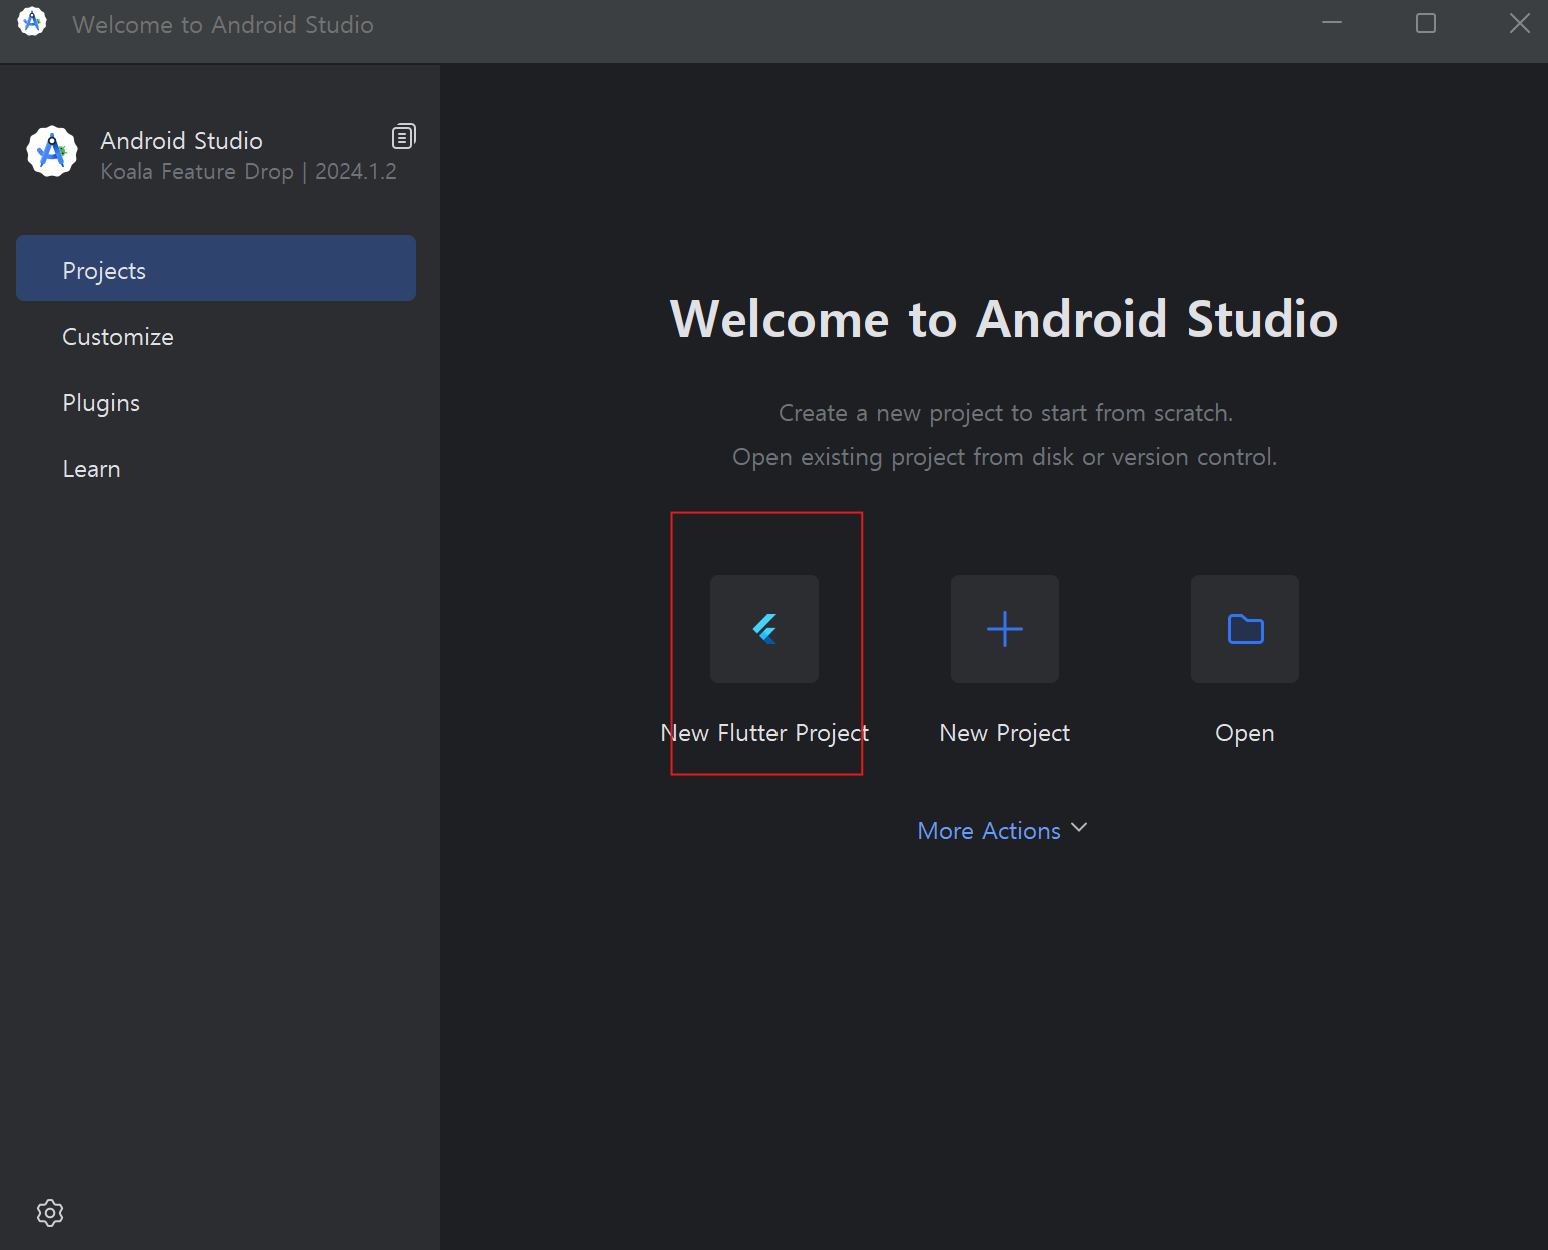 Welcome to Android Studio
Android Studio
Koala Feature Drop | 2024.1.2
Projects
Customize
Plugins
Learn
Welcome to Android Studio
Create a new project to start from scratch.
Open existing project from disk or version control.
New Flutter Project
New Project
Open
More Actions